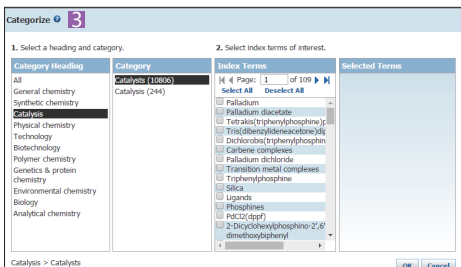 Categorize ? 3
1. Select a heading and category.
2. Select index terms of interest.
Category Heading
All
General chemistry
Synthetic chemistry
Catalysis
Physical chemistry
Technology
Biotechnology
Polymer chemistry
Genetics & protein
chemistry
Environmental chemistry
Biology
Analytical chemistry
Category
Catalysts (10806)
Catalysts (244)
Index Terms
Page: 1 of 109
Select All Deselect All
Palladium
Palladium diacetate
Tetrakis(triphenylphosphine)p
Tris(dibenzylideneacetone)dip
Dichlorobis(triphenylphosphin
Carbene complexes
Palladium dichloride
Transition metal complexes
Triphenylphosphine
Silica
Ligands
Phosphines
PdCl2(dppf)
2-Dicyclohexylphosphino-2',6'
dimethoxybiphenyl
Selected Terms
Catalysis > Catalysts
OK Cancel